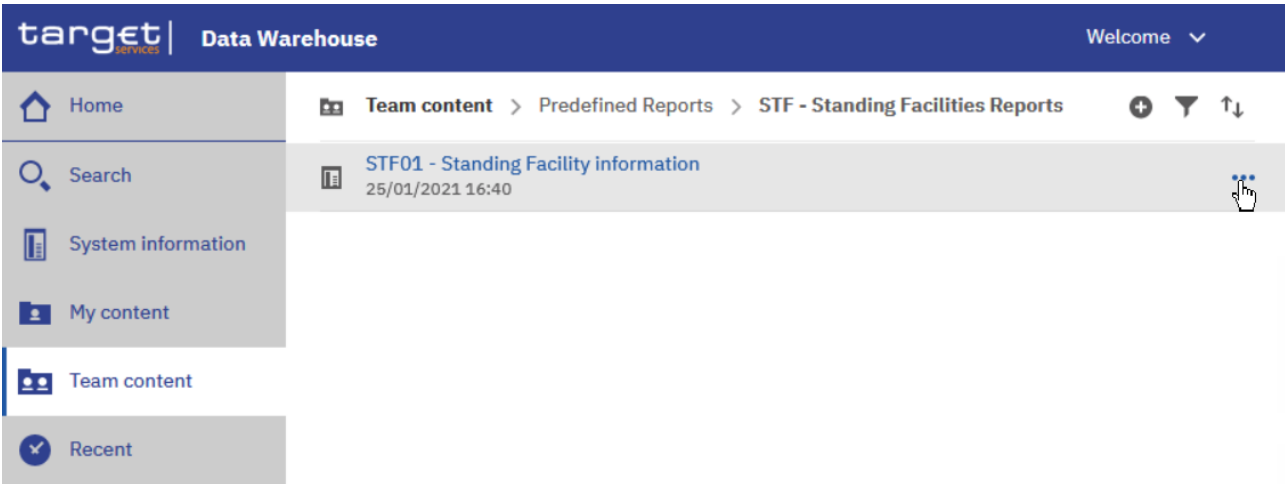 target services | Data Warehouse
Welcome
Home
Team content > Predefined Reports > STF - Standing Facilities Reports
Search
STF01 - Standing Facility information
25/01/2021 16:40
System information
My content
Team content
Recent